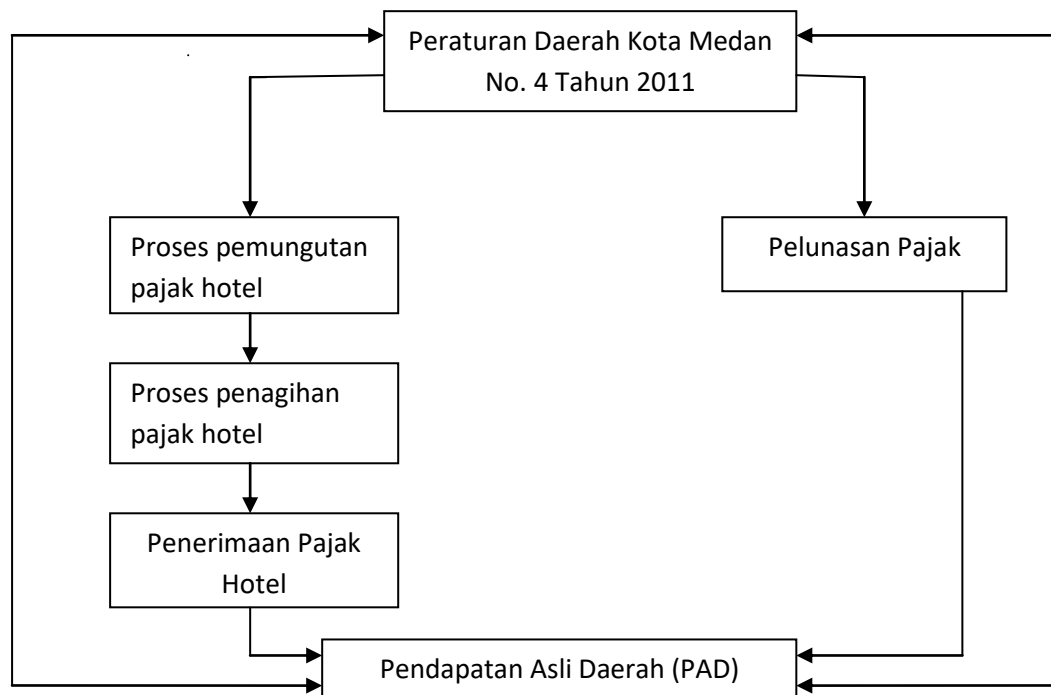 Peraturan Daerah Kota Medan
No. 4 Tahun 2011
Proses pemungutan
pajak hotel
Pelunasan Pajak
Proses penagihan
pajak hotel
Penerimaan Pajak
Hotel
Pendapatan Asli Daerah (PAD)